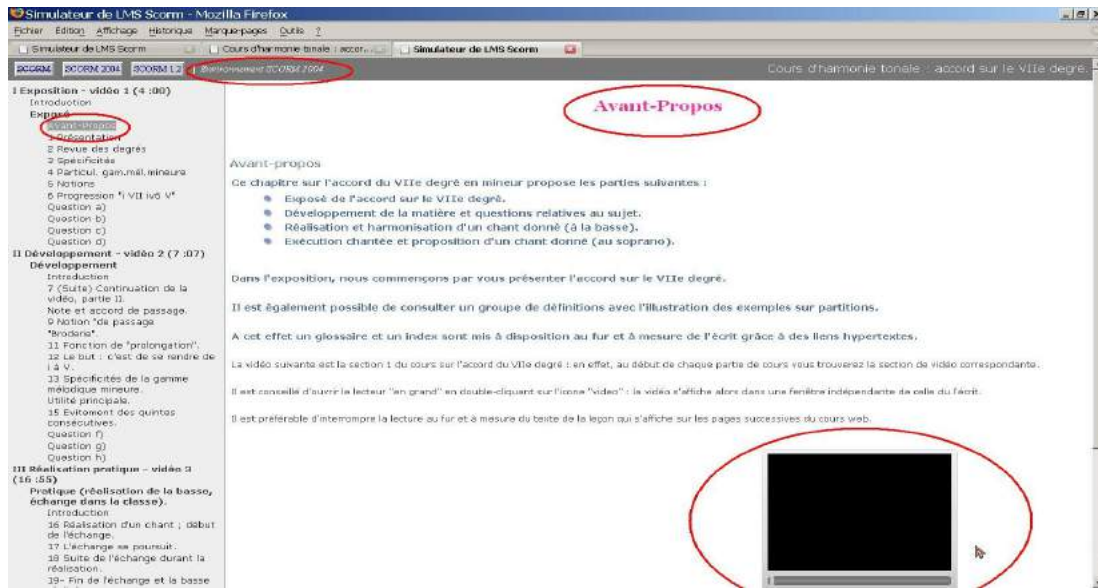 Simulateur de LMS Scorm - Mozilla Firefox
Fichier Edition Affichage Historique Marque-pages Outils ?
Simulateur de LMS Scorm
Cours d'harmonie tonale : accor...
Simulateur de LMS Scorm
SCORM SCORM 2004 SCORM 1.2 Environnement SCORM 2004
Cours d'harmonie tonale : accord sur le VIIe degré.
I Exposition - vidéo 1 (4 :00)
Introduction
Exposé
Avant-Propos
1 Présentation
2 Revue des degrés
3 Spécificités
4 Particul. gam.mél.mineure
5 Notions
6 Progression "i VII iv6 V"
Question a)
Question b)
Question c)
Question d)
II Développement - vidéo 2 (7 :07)
Développement
Introduction
7 (Suite) Continuation de la
vidéo, partie II.
Note et accord de passage.
9 Notion "de passage
"Broderie".
11 Fonction de "prolongation".
12 Le but : c'est de se rendre de
i à V.
13 Spécificités de la gamme
mélodique mineure.
Utilité principale.
15 Evitement des quintes
consécutives.
Question f)
Question g)
Question h)
III Réalisation pratique - vidéo 3
(16 :55)
Pratique (réalisation de la basse,
échange dans la classe).
Introduction
16 Réalisation d'un chant ; début
de l'échange.
17 L'échange se poursuit.
18 Suite de l'échange durant la
réalisation.
19- Fin de l'échange et la basse
Avant-Propos
Avant-propos
Ce chapitre sur l'accord du VIIe degré en mineur propose les parties suivantes :
Exposé de l'accord sur le VIIe degré.
Développement de la matière et questions relatives au sujet.
Réalisation et harmonisation d'un chant donné (à la basse).
Exécution chantée et proposition d'un chant donné (au soprano).
Dans l'exposition, nous commençons par vous présenter l'accord sur le VIIe degré.
Il est également possible de consulter un groupe de définitions avec l'illustration des exemples sur partitions.
A cet effet un glossaire et un index sont mis à disposition au fur et à mesure de l'écrit grâce à des liens hypertextes.
La vidéo suivante est la section 1 du cours sur l'accord du VIIe degré : en effet, au début de chaque partie de cours vous trouverez la section de vidéo correspondante.
Il est conseillé d'ouvrir le lecteur "en grand" en double-cliquant sur l'icone "video" : la vidéo s'affiche alors dans une fenêtre indépendante de celle du l'écrit.
Il est préférable d'interrompre la lecture au fur et à mesure du texte de la leçon qui s'affiche sur les pages successives du cours web.